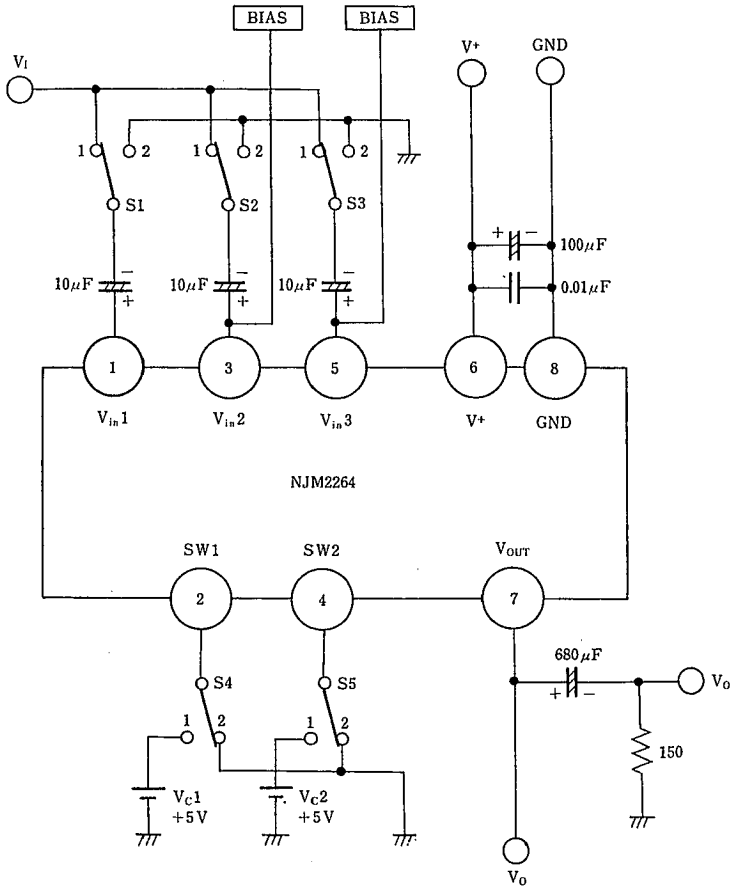 BIAS BIAS
V+ GND
VI
1 2 1 2 1 2
S1 S2 S3
+ − 100μF
− − −
10μF 10μF 10μF 0.01μF
+ + +
1 3 5 6 8
Vin1 Vin2 Vin3 V+ GND
NJM2264
SW1 SW2 VOUT
2 4 7
680μF
S4 S5 + − VO
1 2 1 2
150
VC1 VC2
+5V +5V
VO